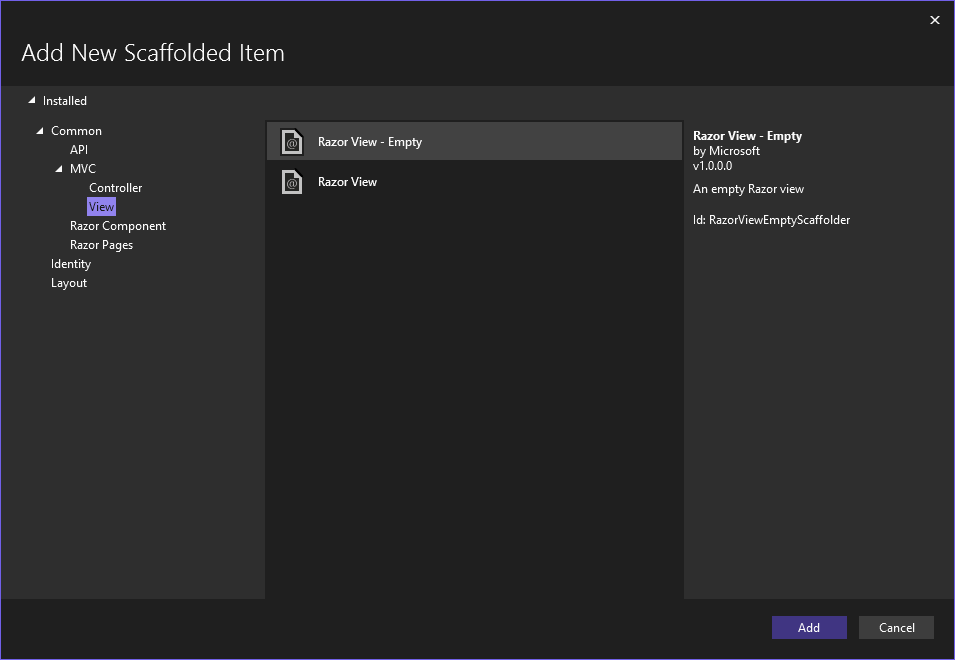 Add New Scaffolded Item
Installed
Common
API
MVC
Controller
View
Razor Component
Razor Pages
Identity
Layout
Razor View - Empty
Razor View
Razor View - Empty
by Microsoft
v1.0.0.0
An empty Razor view
Id: RazorViewEmptyScaffolder
Add
Cancel